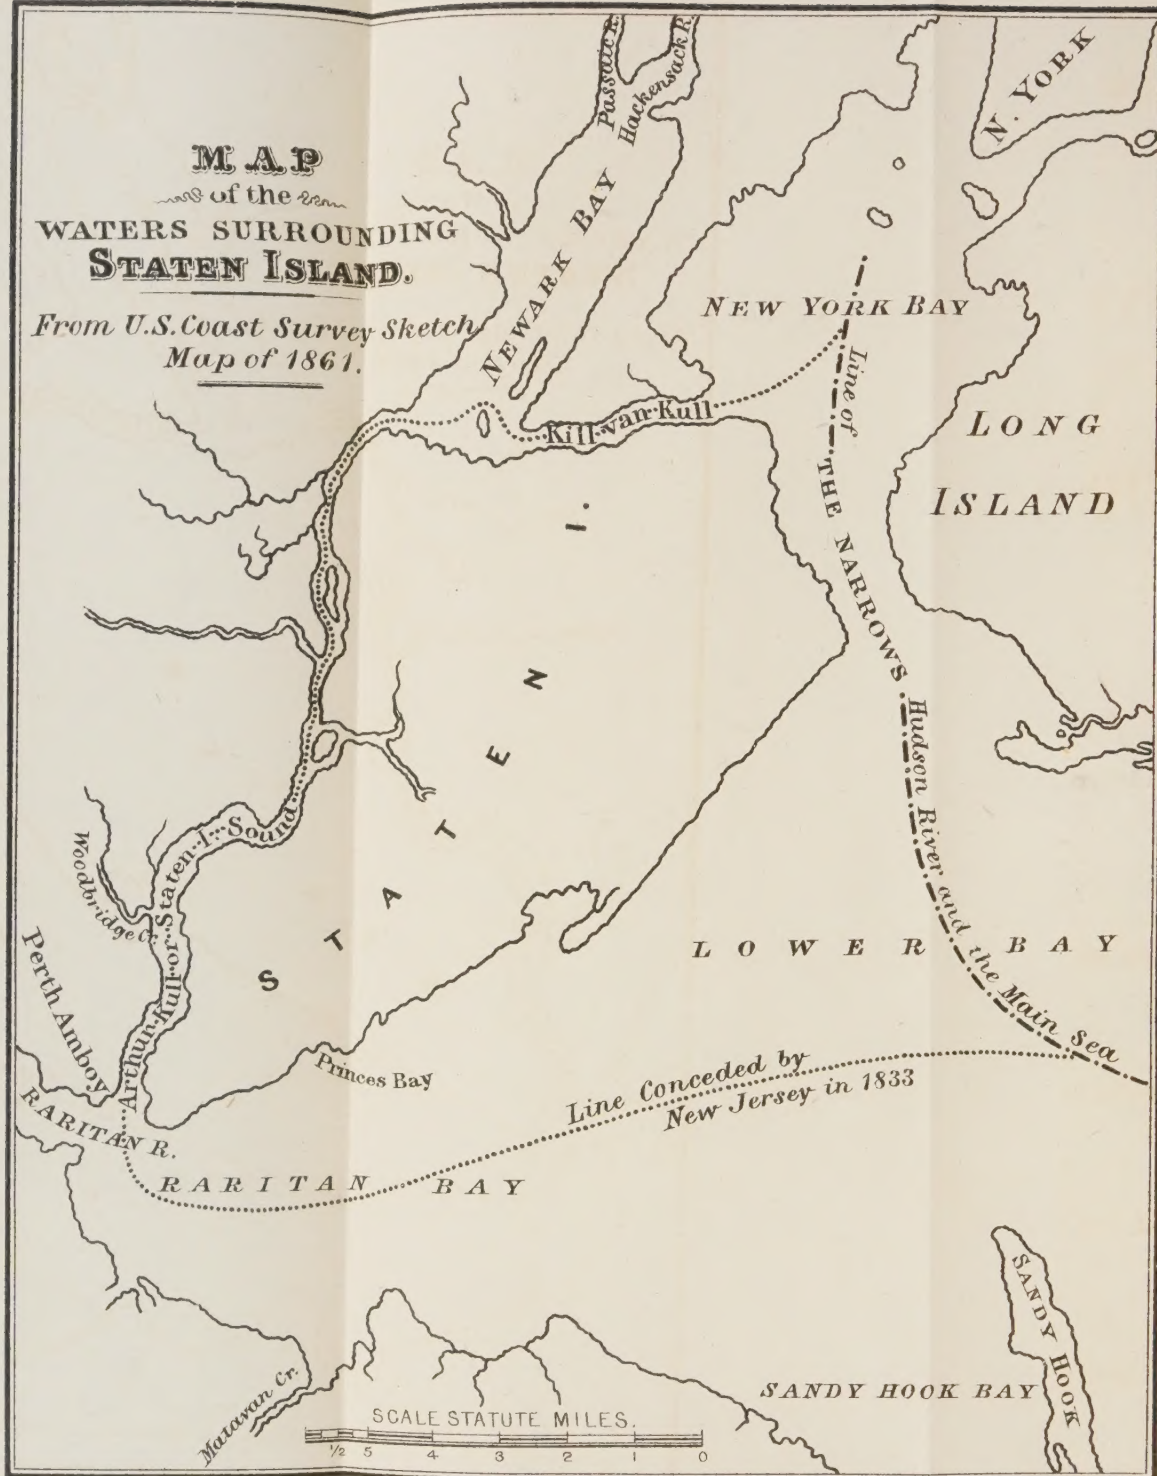 MAP
of the
WATERS SURROUNDING
STATEN ISLAND.
From U.S. Coast Survey Sketch
Map of 1861.
Passaic R.
Hackensack R.
N. YORK
NEWARK BAY
NEW YORK BAY
Kill van Kull
LONG
ISLAND
Line of
THE NARROWS
Hudson River and the Main Sea
STATEN I.
Arthur Kull or Staten I. Sound
Woodbridge Cr.
Perth Amboy
RARITAN R.
Princes Bay
LOWER BAY
Line Conceded by
New Jersey in 1833
RARITAN BAY
SANDY HOOK
SANDY HOOK BAY
Matavan Cr.
SCALE STATUTE MILES.
½ 5 4 3 2 1 0